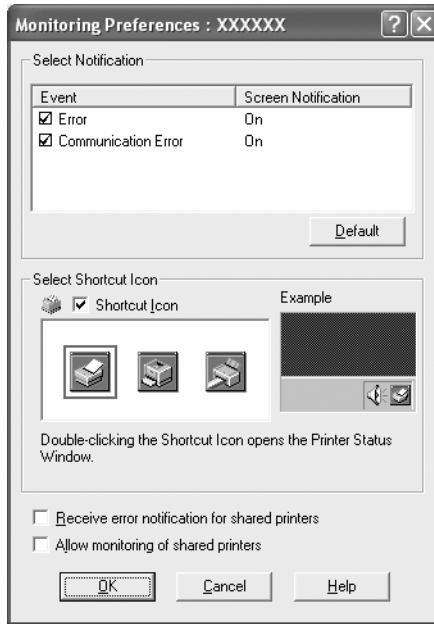 Monitoring Preferences : XXXXXX
Select Notification
Event Screen Notification
Error On
Communication Error On
Default
Select Shortcut Icon
Shortcut Icon
Example
Double-clicking the Shortcut Icon opens the Printer Status
Window.
Receive error notification for shared printers
Allow monitoring of shared printers
OK Cancel Help